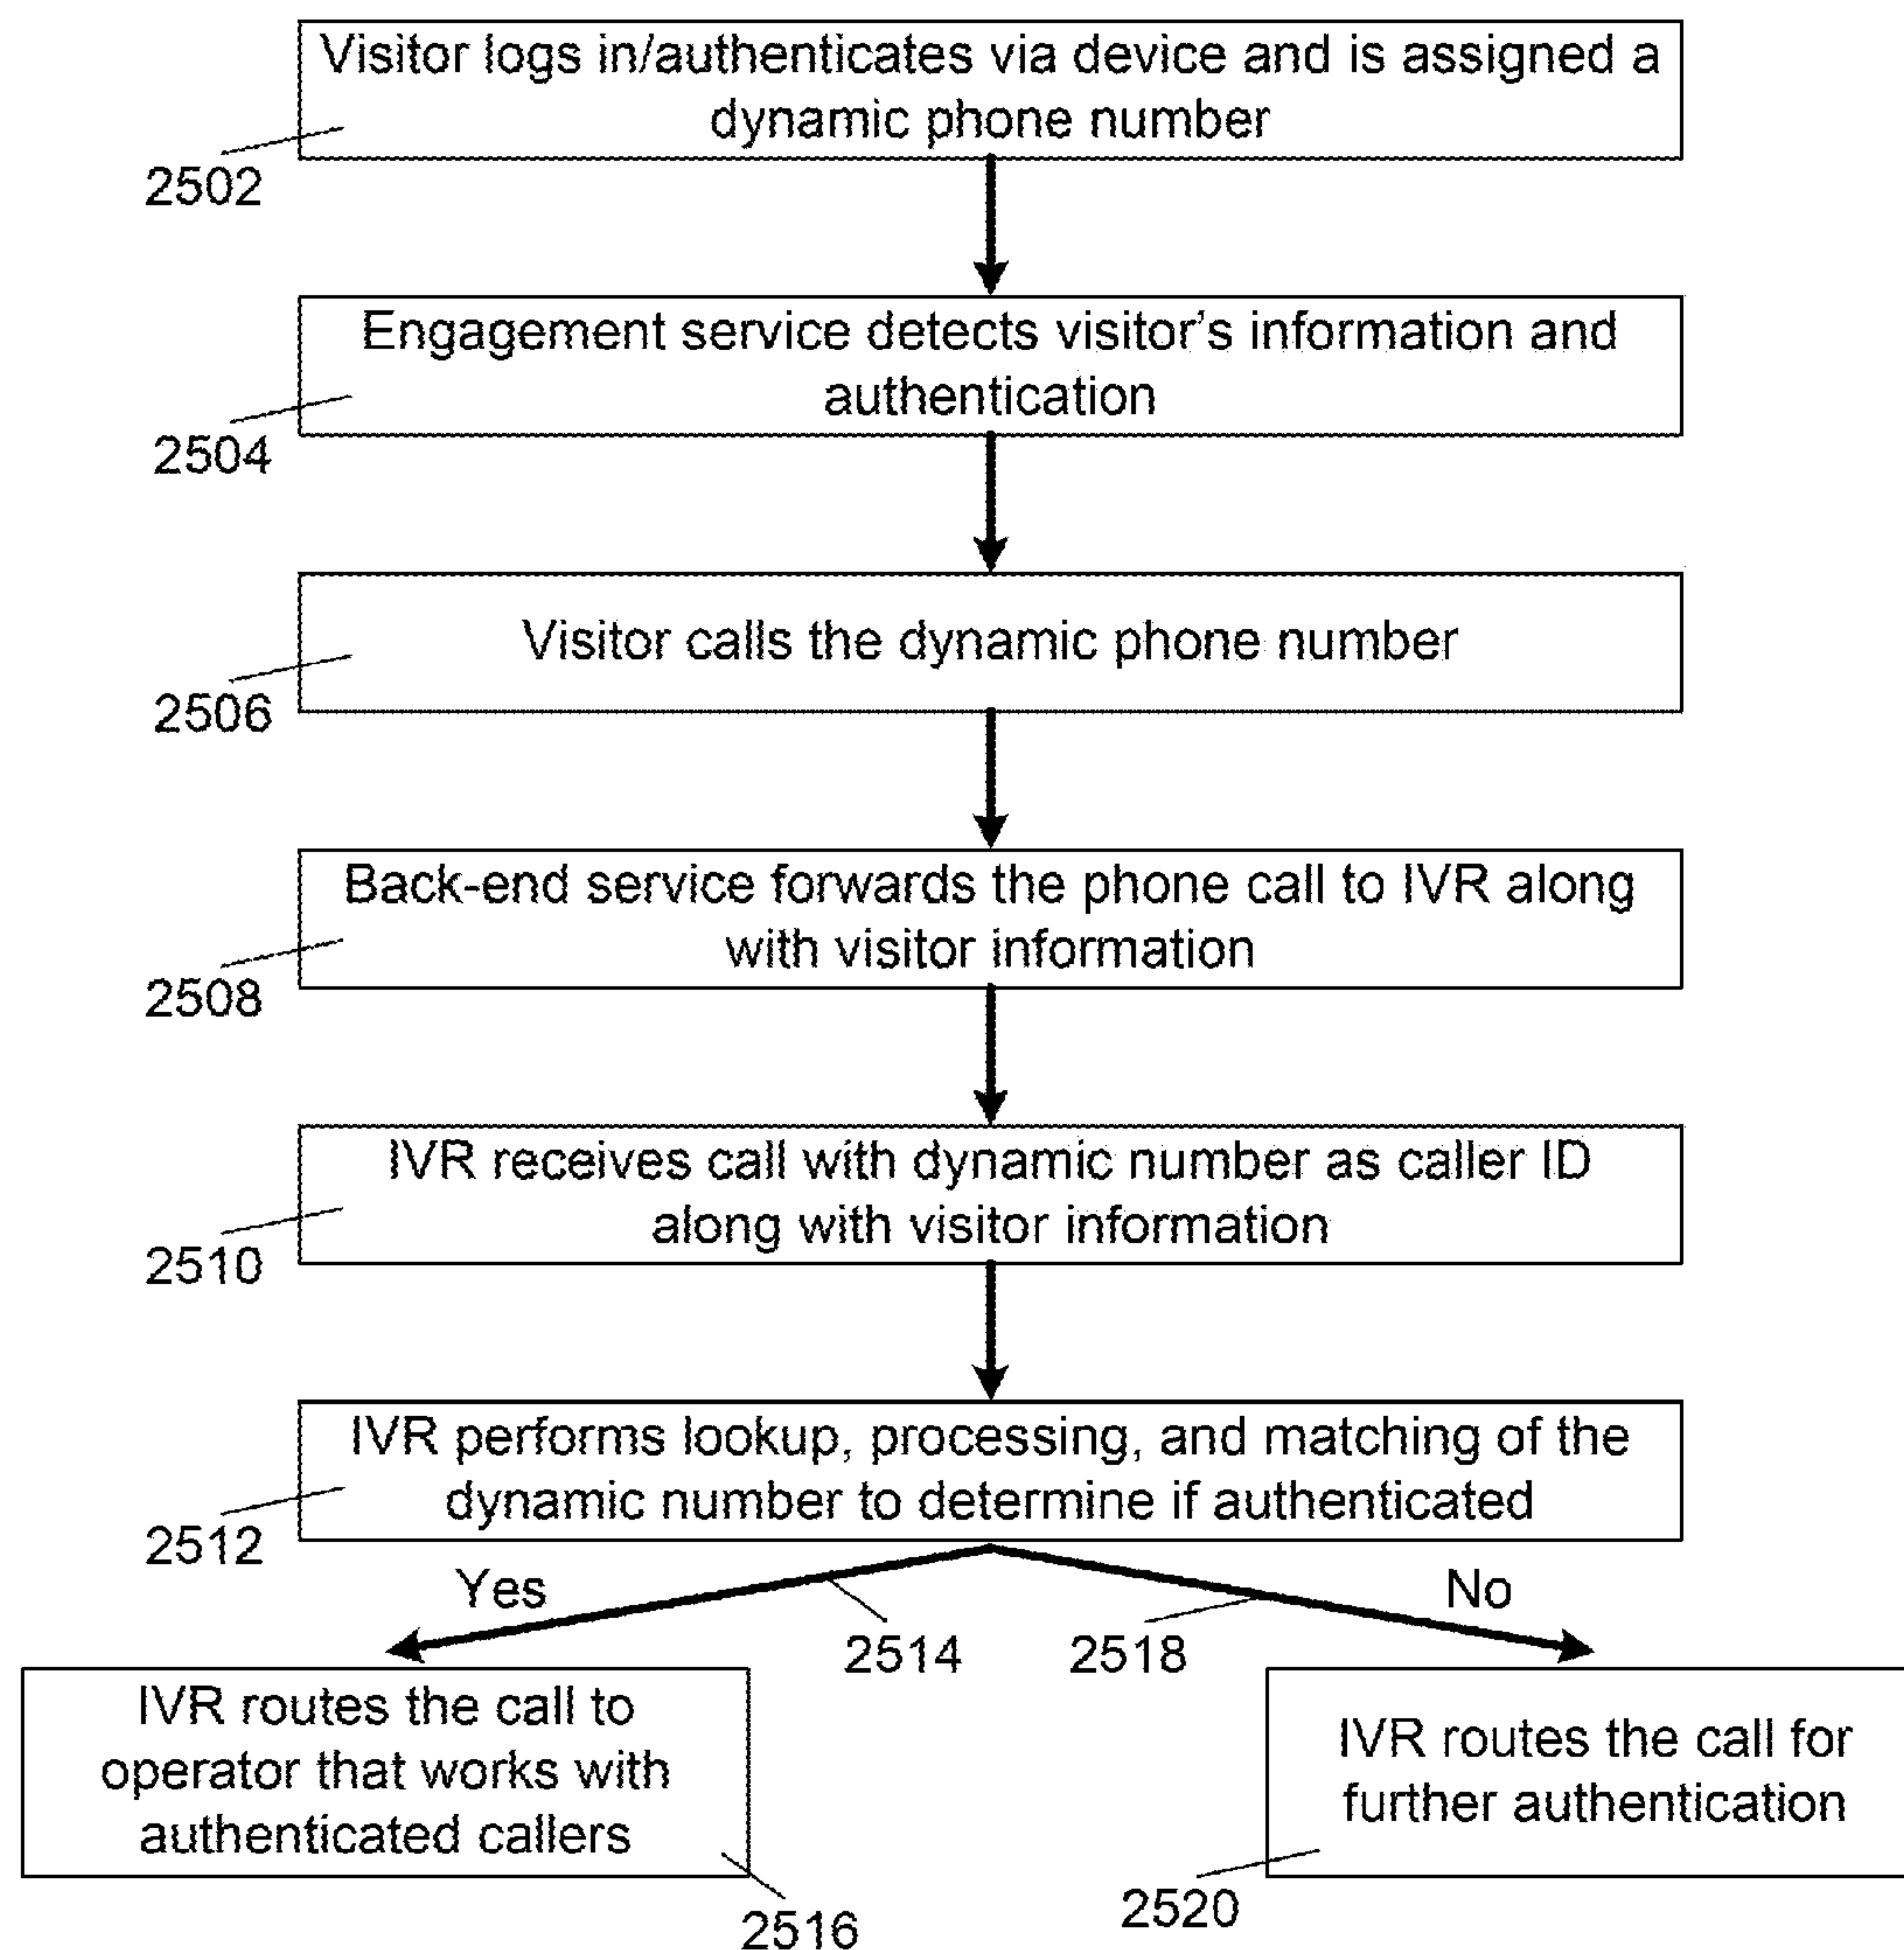 Visitor logs in/authenticates via device and is assigned a
dynamic phone number
2502
Engagement service detects visitor's information and
authentication
2504
Visitor calls the dynamic phone number
2506
Back-end service forwards the phone call to IVR along
with visitor information
2508
IVR receives call with dynamic number as caller ID
along with visitor information
2510
IVR performs lookup, processing, and matching of the
dynamic number to determine if authenticated
2512
Yes
No
2514
2518
IVR routes the call to
operator that works with
authenticated callers
2516
IVR routes the call for
further authentication
2520